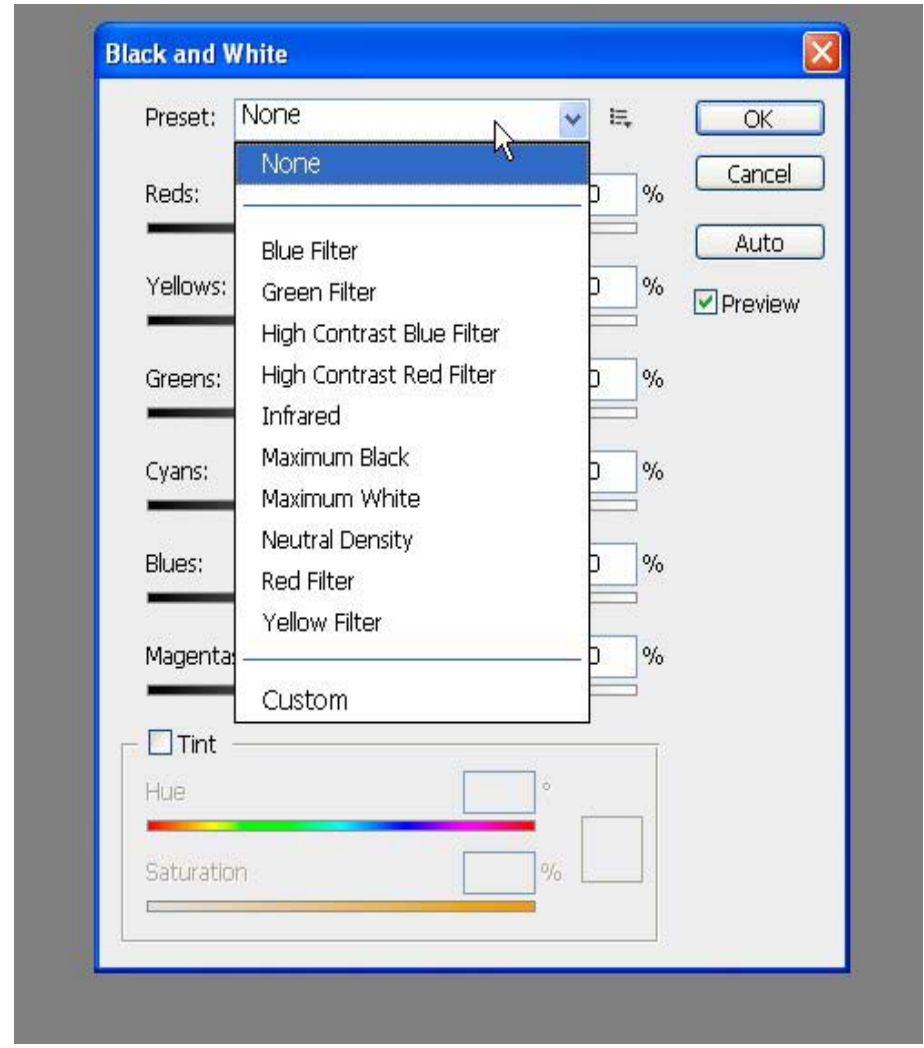 Black and White
Preset: None OK
None
Cancel
Reds: %
Auto
Blue Filter
Yellows: Green Filter %
Preview
High Contrast Blue Filter
Greens: High Contrast Red Filter %
Infrared
Cyans: Maximum Black %
Maximum White
Neutral Density
Blues: %
Red Filter
Yellow Filter
Magentas %
Custom
Tint
Hue °
Saturation %